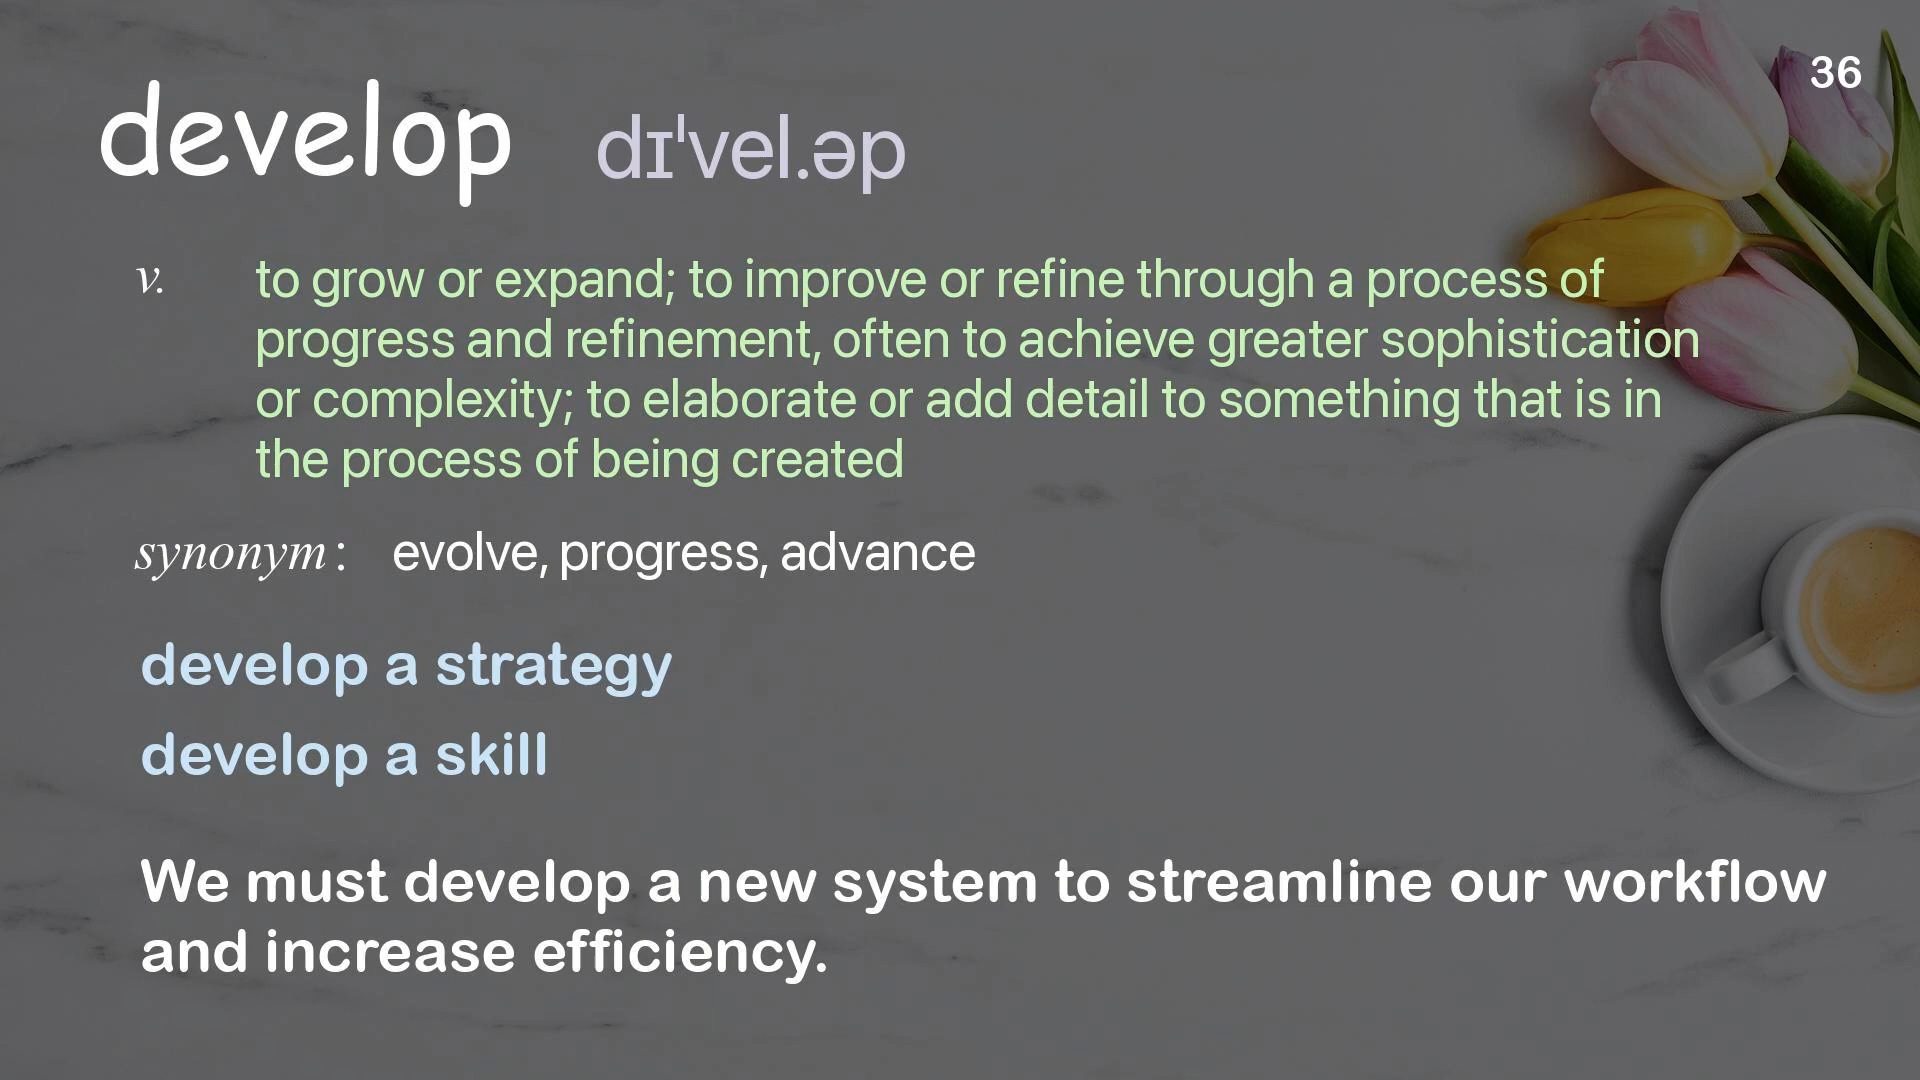 36
develop dɪˈvel.əp
v. to grow or expand; to improve or refine through a process of
progress and refinement, often to achieve greater sophistication
or complexity; to elaborate or add detail to something that is in
the process of being created
synonym: evolve, progress, advance
develop a strategy
develop a skill
We must develop a new system to streamline our workflow
and increase efficiency.